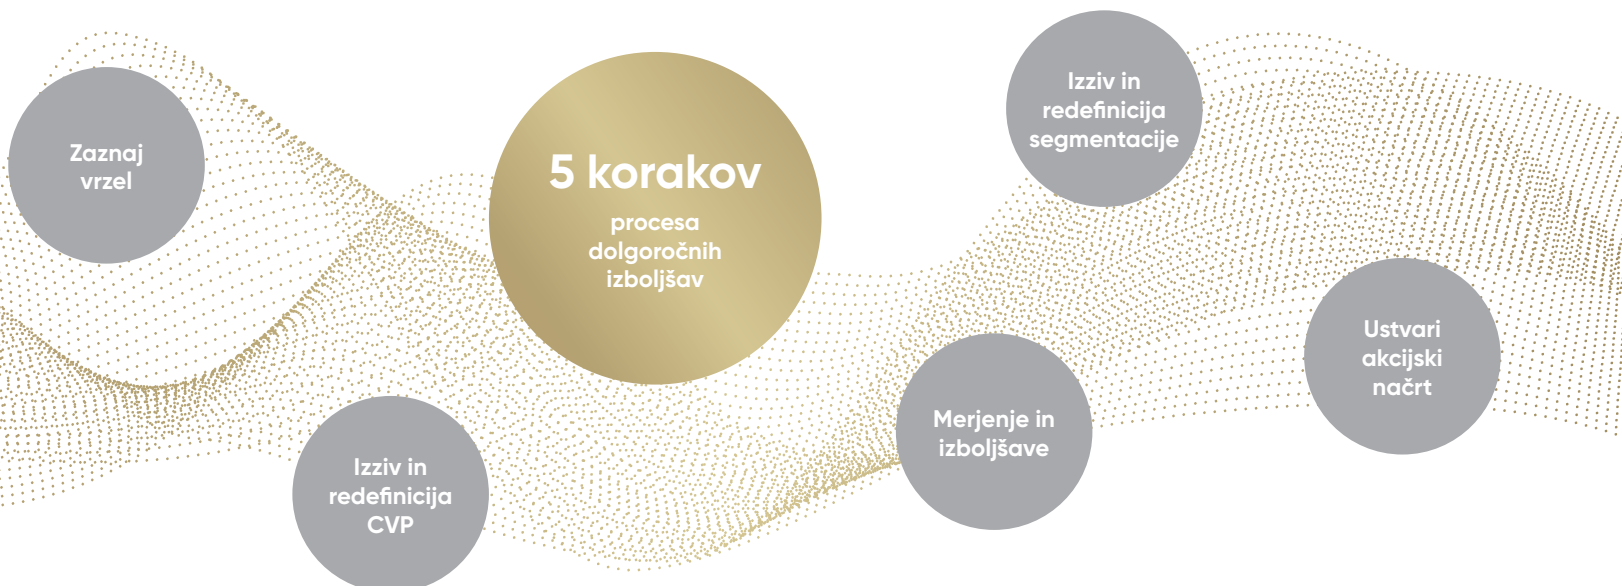 Zaznaj
vrzel
5 korakov
procesa
dolgoročnih
izboljšav
Izziv in
redefinicija
segmentacije
Ustvari
akcijski
načrt
Merjenje in
izboljšave
Izziv in
redefinicija
CVP